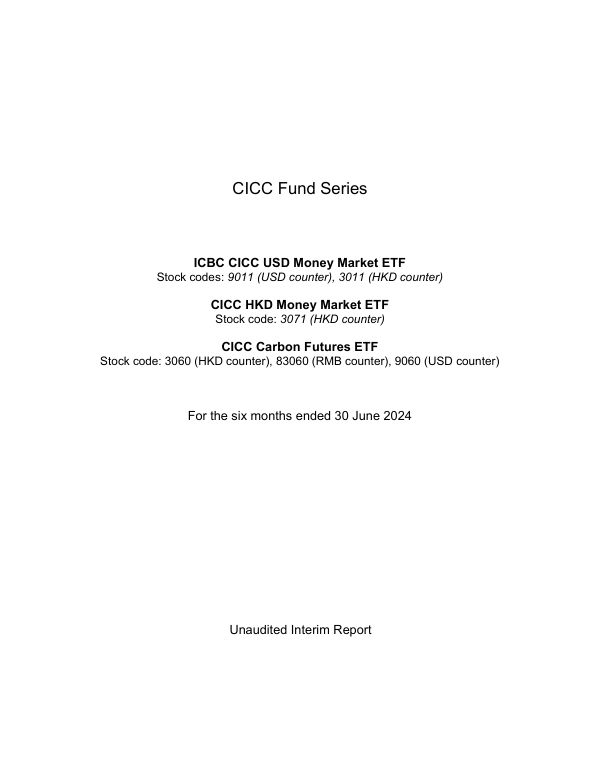 CICC Fund Series
ICBC CICC USD Money Market ETF
Stock codes: 9011 (USD counter), 3011 (HKD counter)
CICC HKD Money Market ETF
Stock code: 3071 (HKD counter)
CICC Carbon Futures ETF
Stock code: 3060 (HKD counter), 83060 (RMB counter), 9060 (USD counter)
For the six months ended 30 June 2024
Unaudited Interim Report